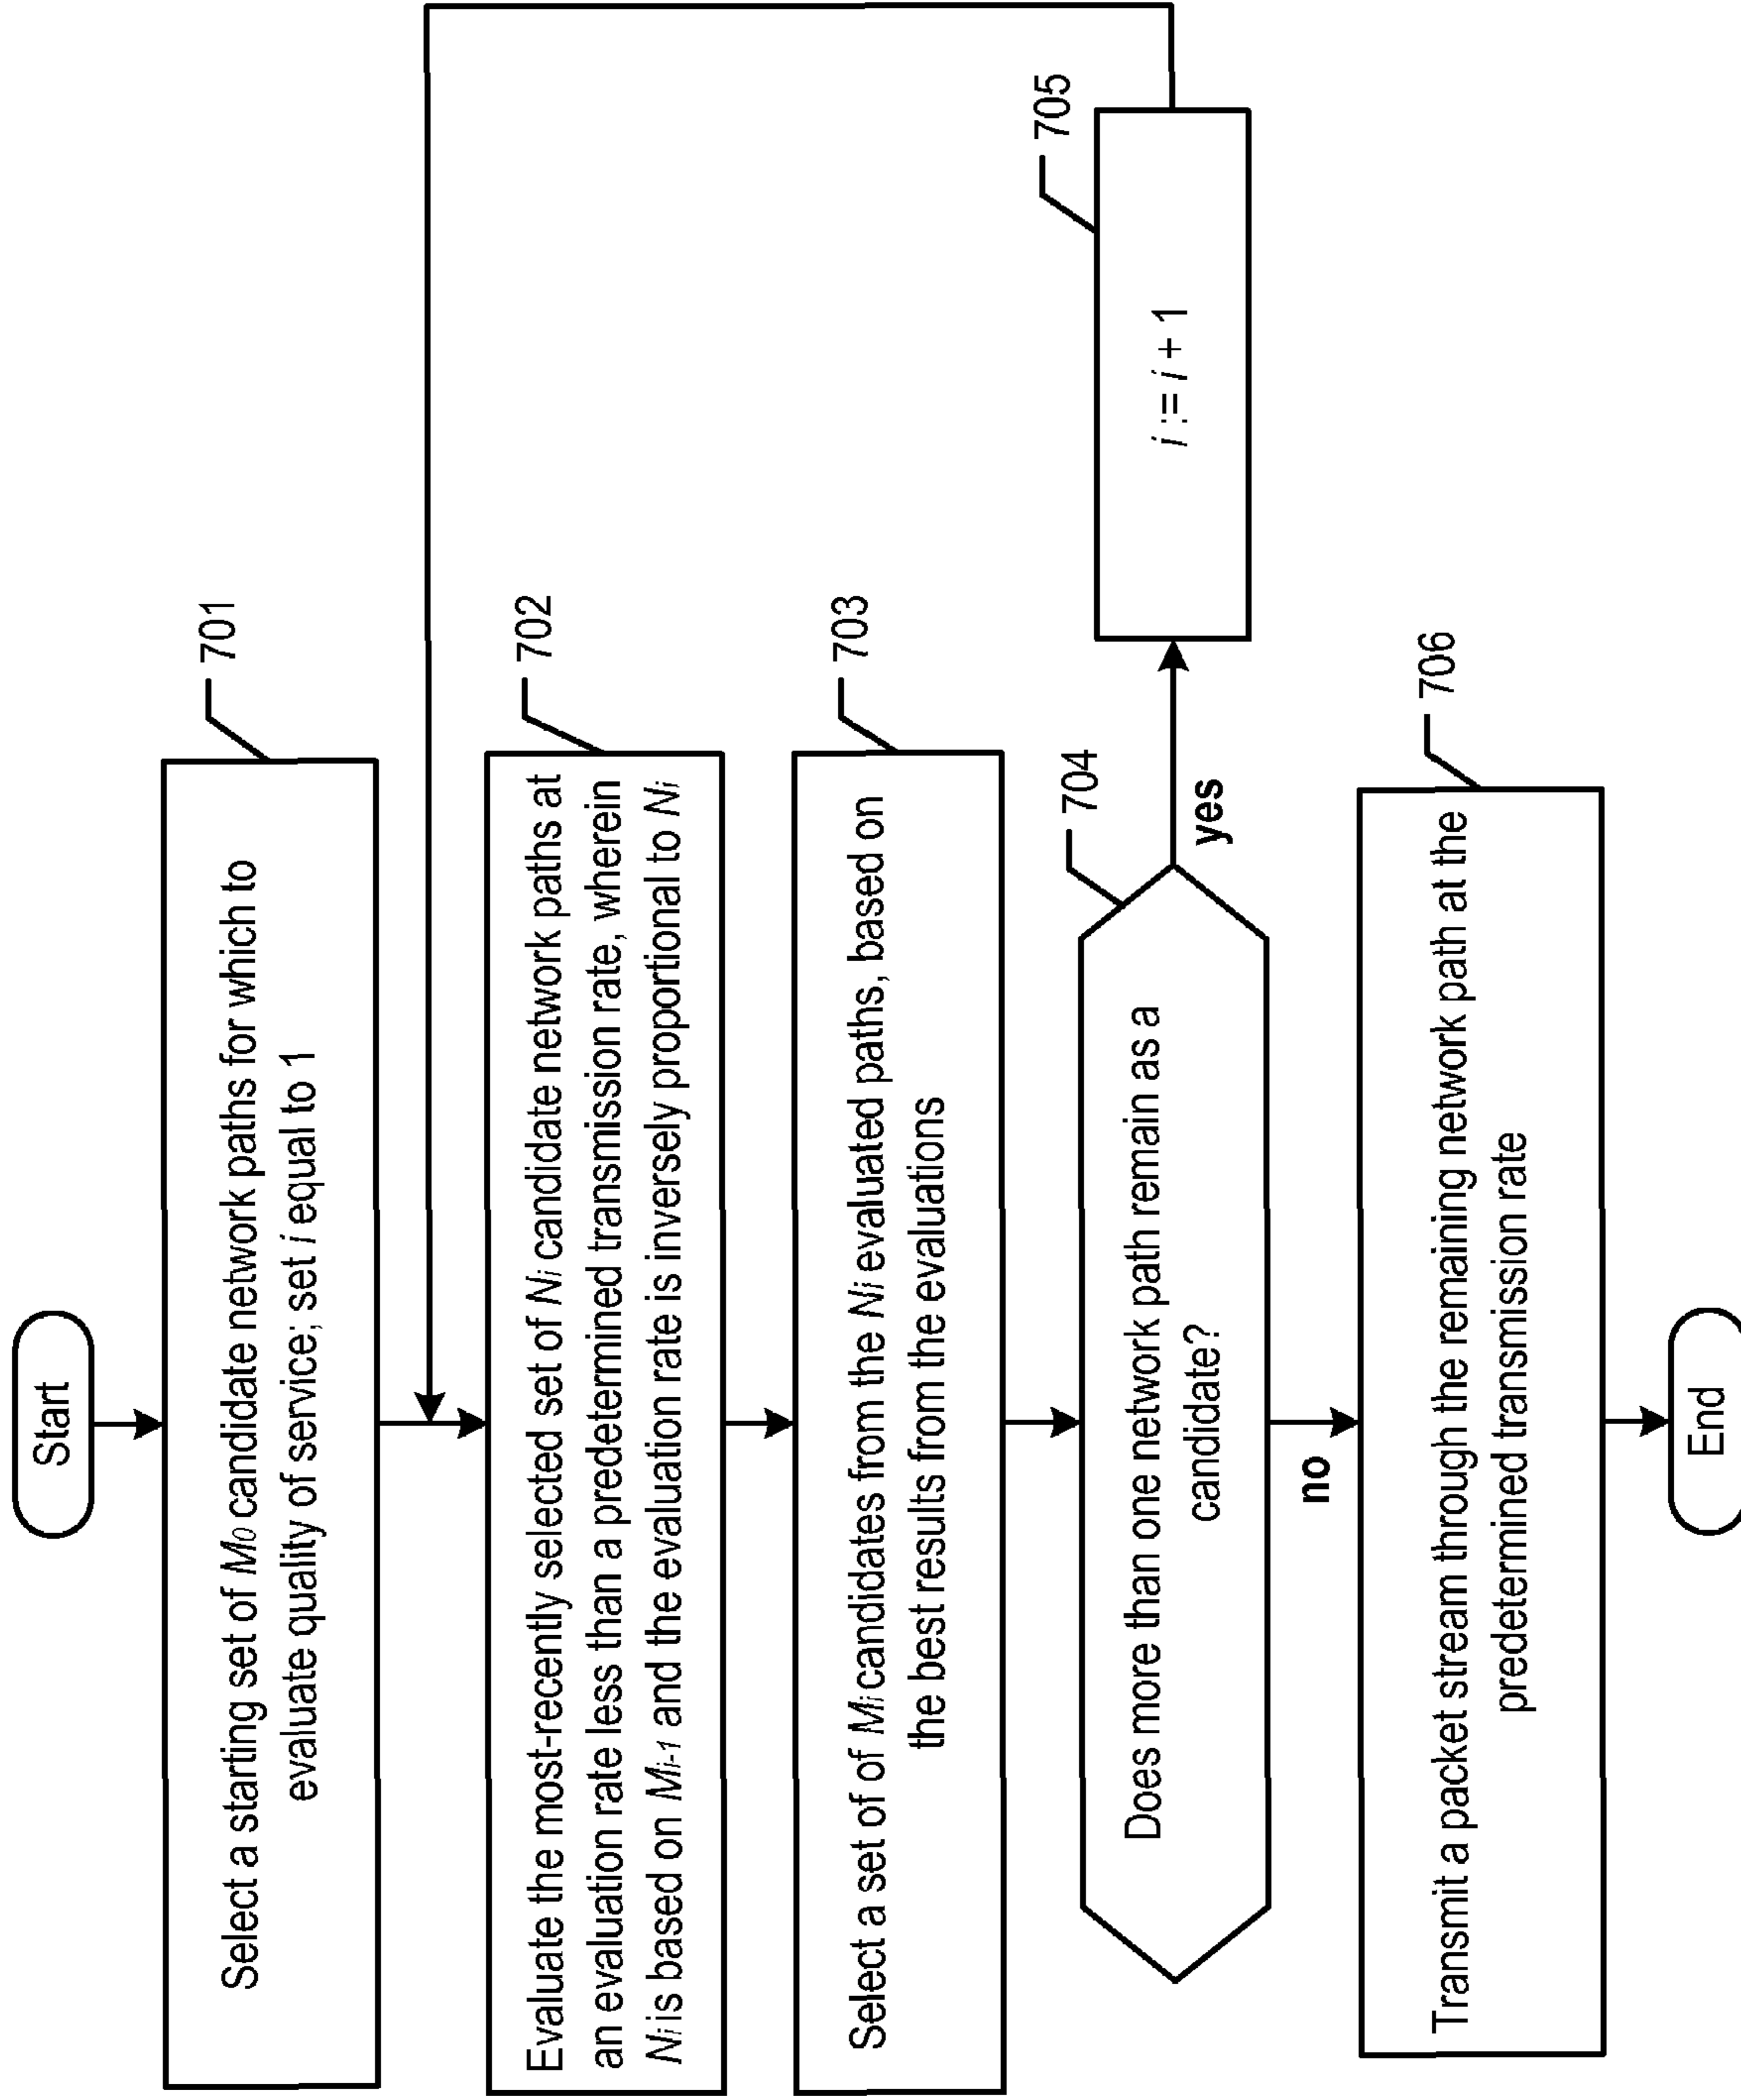 Start
701
Select a starting set of M0 candidate network paths for which to
evaluate quality of service; set i equal to 1
702
Evaluate the most-recently selected set of Ni candidate network paths at
an evaluation rate less than a predetermined transmission rate, wherein
Ni is based on Mi-1 and the evaluation rate is inversely proportional to Ni
703
Select a set of of Mi candidates from the Ni evaluated paths, based on
the best results from the evaluations
704
Does more than one network path remain as a
candidate?
yes
705
i := i + 1
no
706
Transmit a packet stream through the remaining network path at the
predetermined transmission rate
End